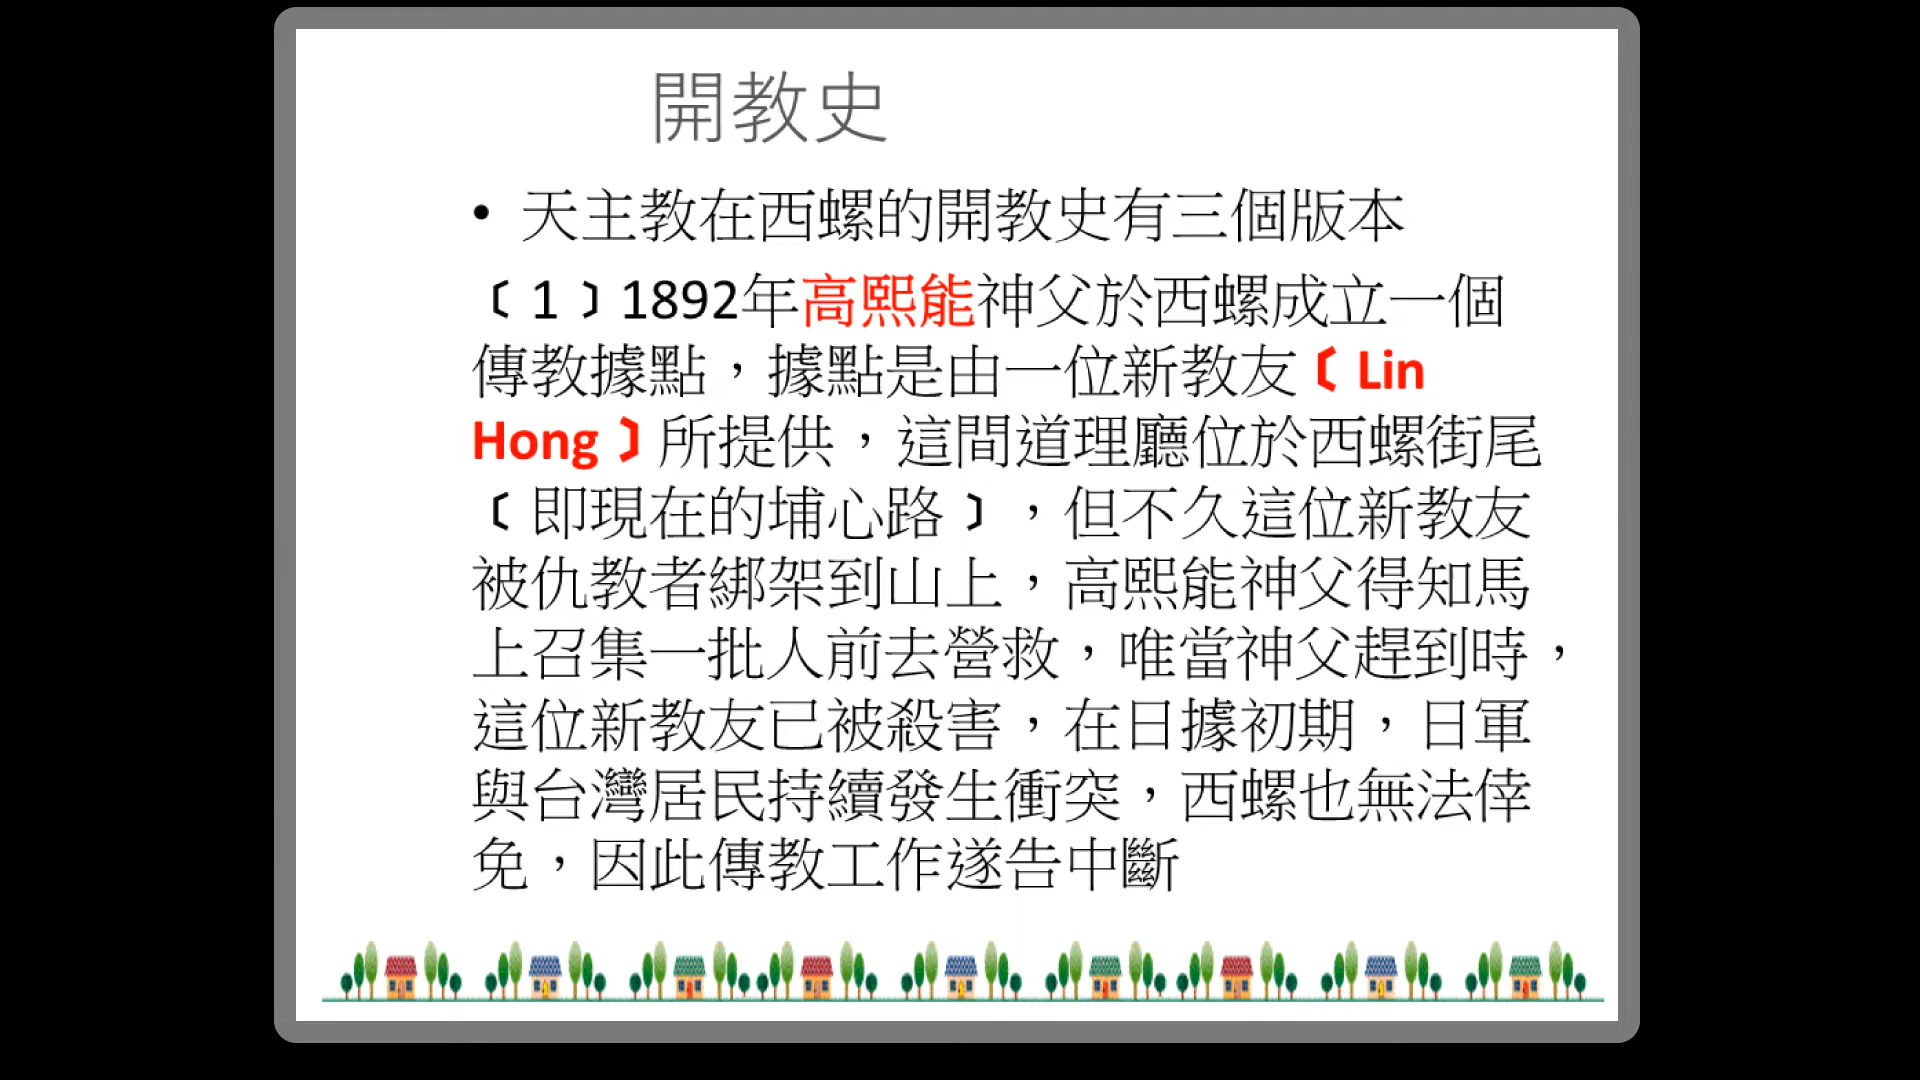 開教史
• 天主教在西螺的開教史有三個版本
﹝1﹞1892年高熙能神父於西螺成立一個
傳教據點，據點是由一位新教友﹝Lin
Hong﹞所提供，這間道理廳位於西螺街尾
﹝即現在的埔心路﹞，但不久這位新教友
被仇教者綁架到山上，高熙能神父得知馬
上召集一批人前去營救，唯當神父趕到時，
這位新教友已被殺害，在日據初期，日軍
與台灣居民持續發生衝突，西螺也無法倖
免，因此傳教工作遂告中斷